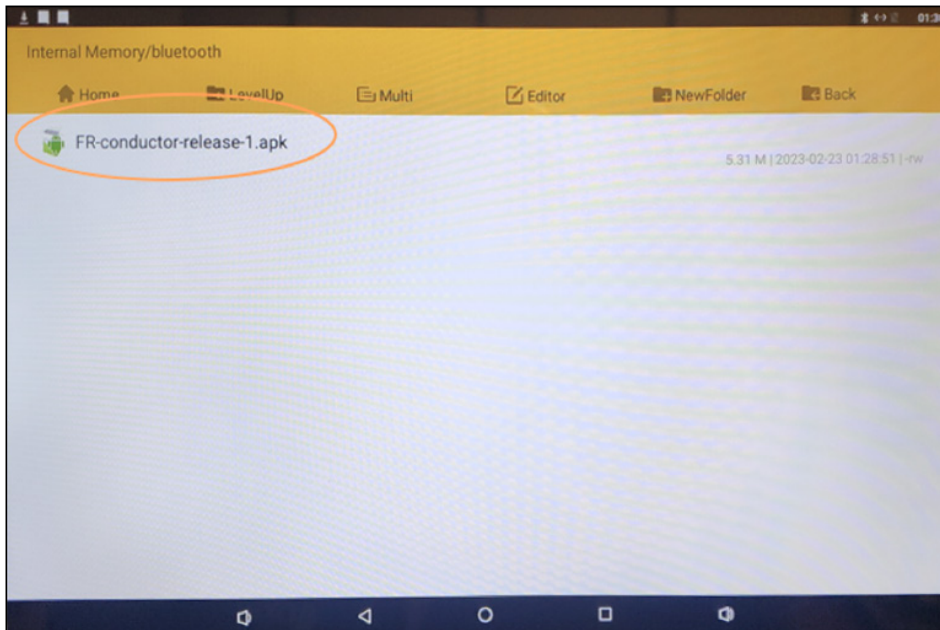 Internal Memory/bluetooth
Home LevelUp Multi Editor NewFolder Back
FR-conductor-release-1.apk
5.31 M | 2023-02-23 01:28:51 | -rw